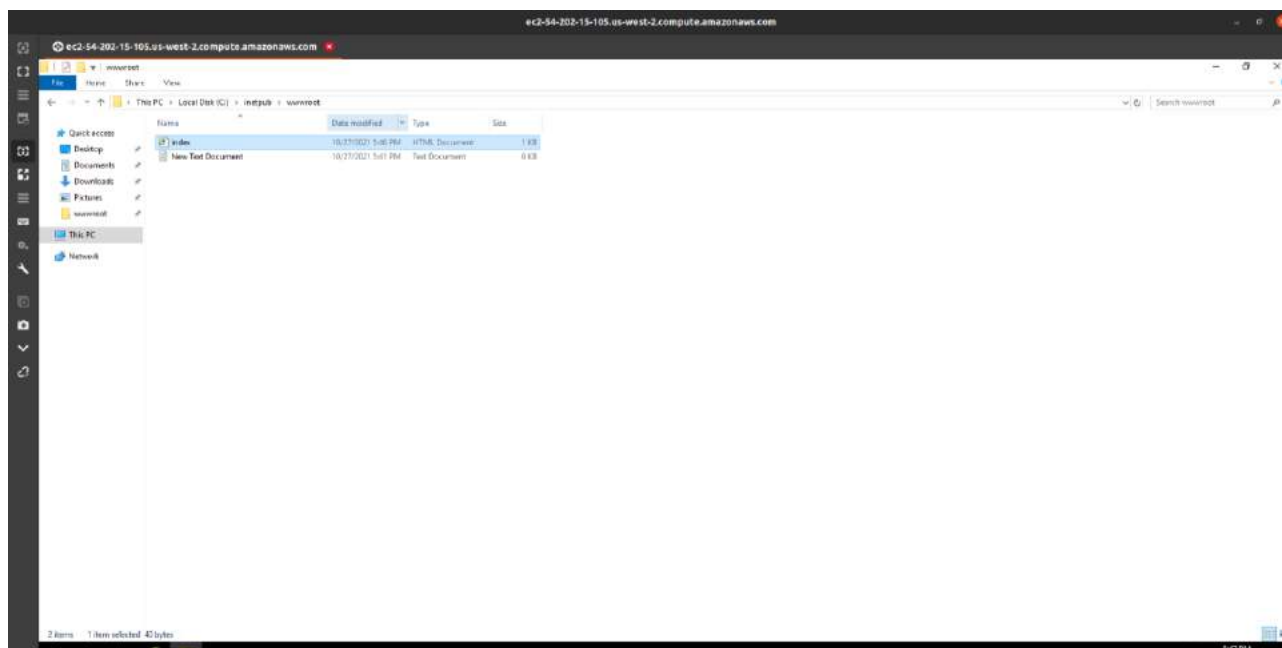 ec2-54-202-15-105.us-west-2.compute.amazonaws.com
ec2-54-202-15-105.us-west-2.compute.amazonaws.com
wwwroot
File Home Share View
This PC > Local Disk (C:) > inetpub > wwwroot
Search wwwroot
Name Date modified Type Size
Quick access
index 10/27/2021 5:46 PM HTML Document 1 KB
Desktop
New Text Document 10/27/2021 5:41 PM Text Document 0 KB
Documents
Downloads
Pictures
wwwroot
This PC
Network
2 items 1 item selected 40 bytes